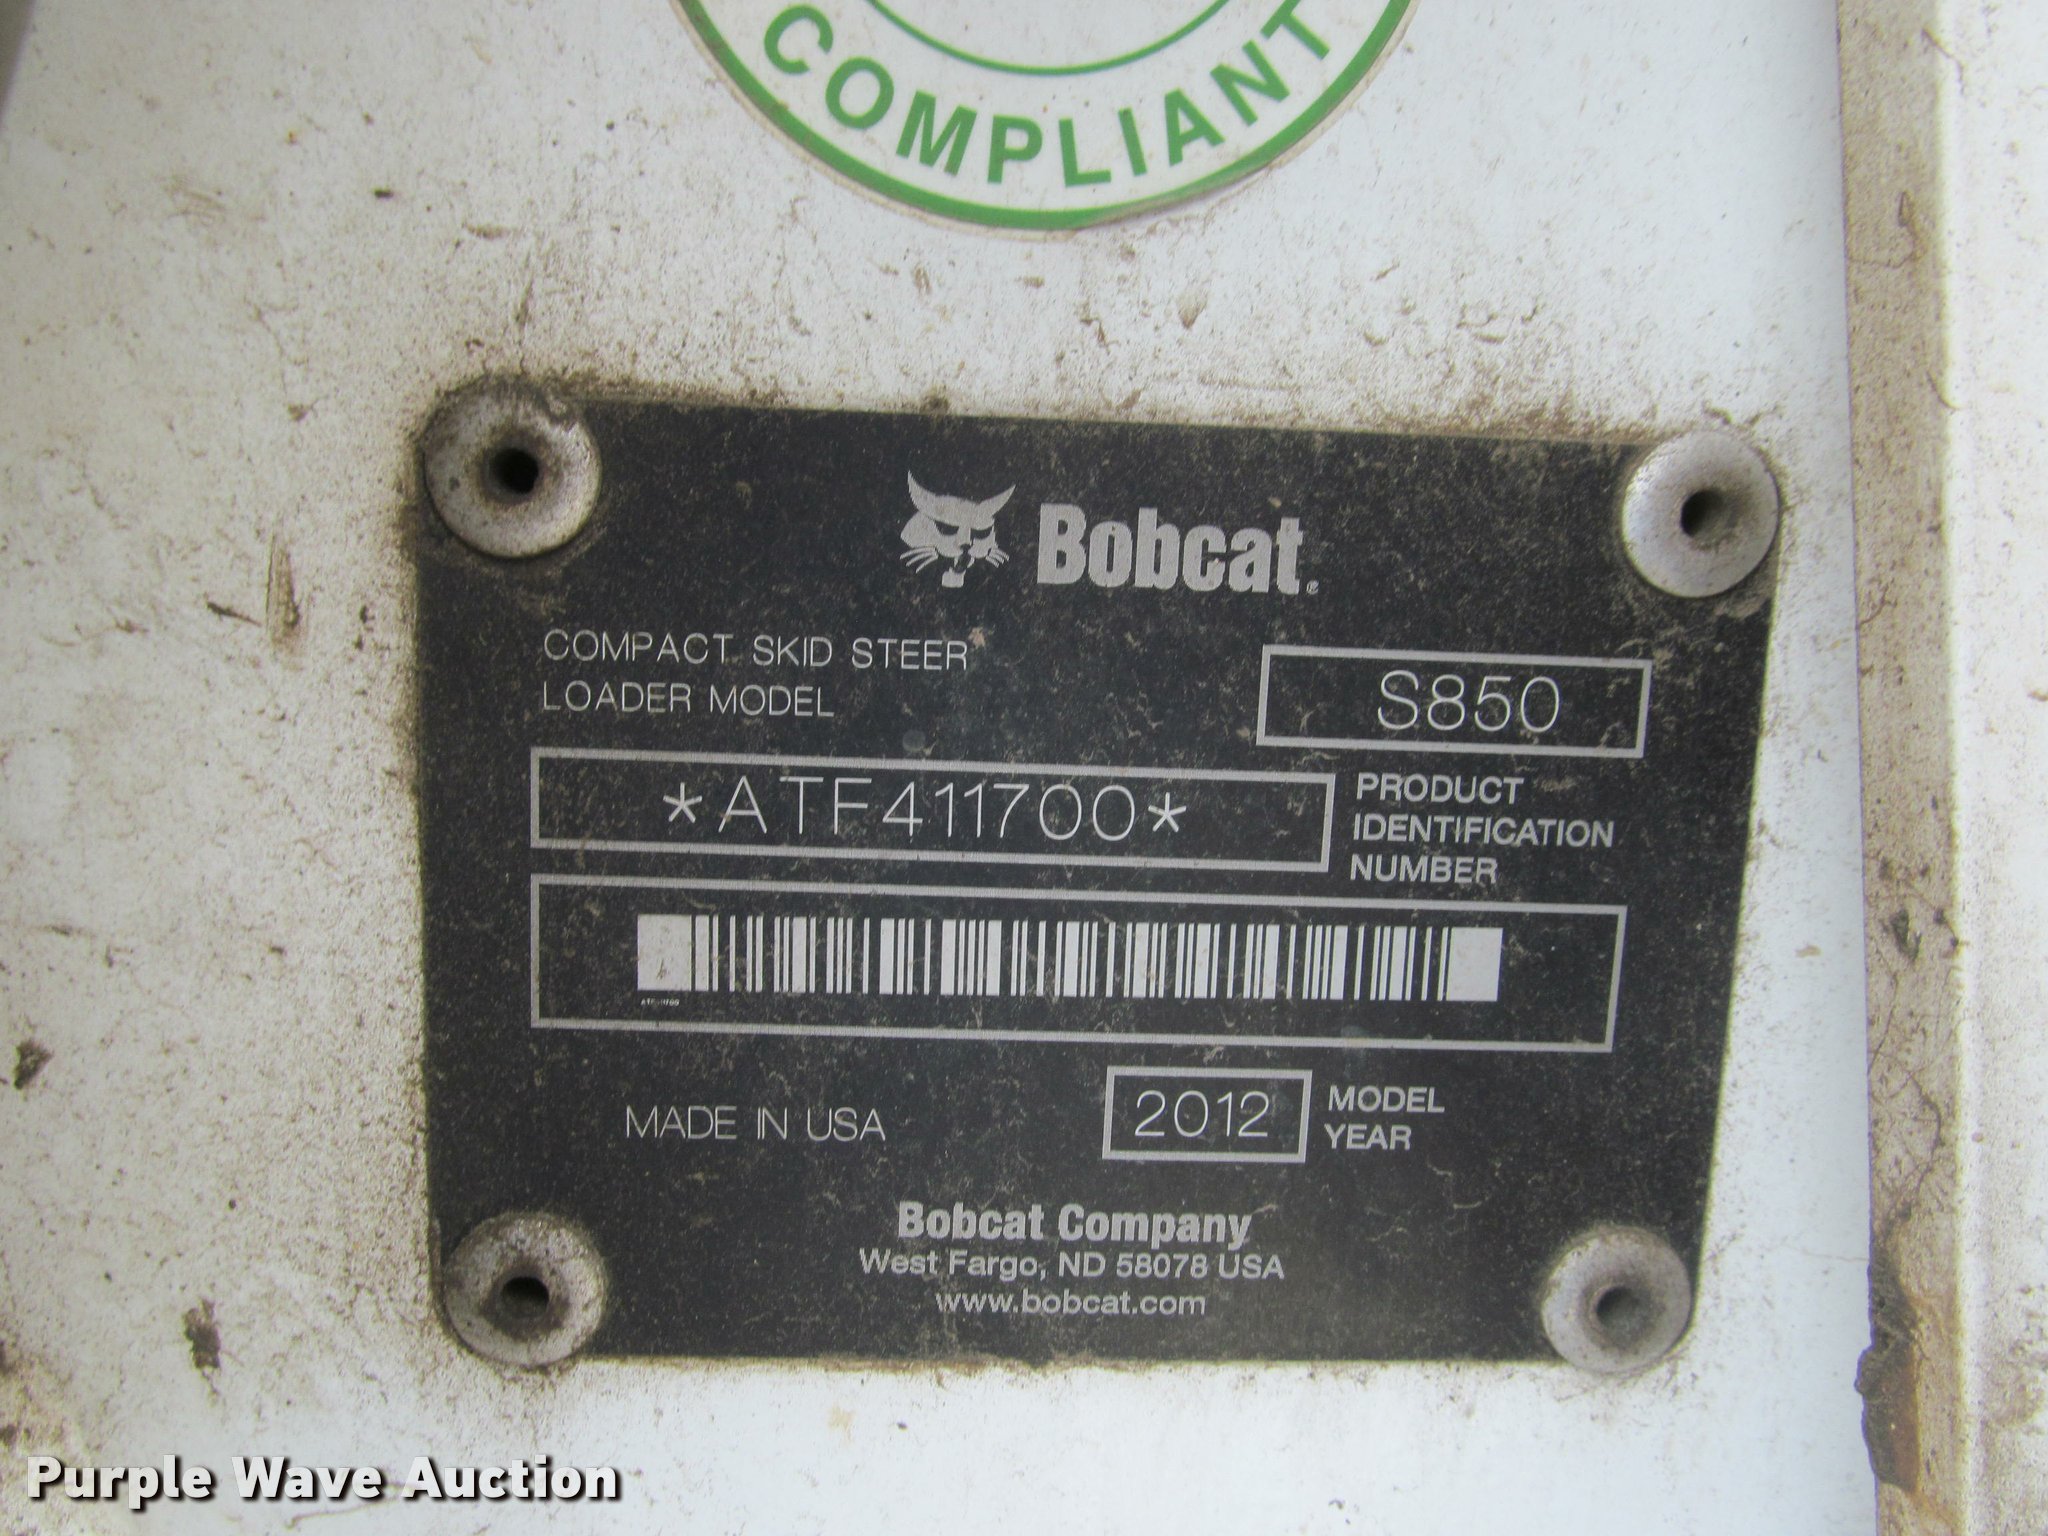 COMPLIANT
Bobcat®
COMPACT SKID STEER
LOADER MODEL
S850
*ATF411700*
PRODUCT
IDENTIFICATION
NUMBER
MADE IN USA
2012
MODEL
YEAR
Bobcat Company
West Fargo, ND 58078 USA
www.bobcat.com
Purple Wave Auction